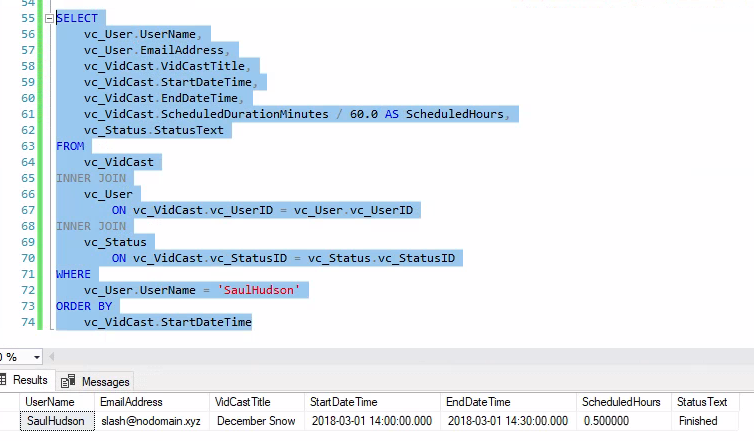 54
55 SELECT
56 vc_User.UserName,
57 vc_User.EmailAddress,
58 vc_VidCast.VidCastTitle,
59 vc_VidCast.StartDateTime,
60 vc_VidCast.EndDateTime,
61 vc_VidCast.ScheduledDurationMinutes / 60.0 AS ScheduledHours,
62 vc_Status.StatusText
63 FROM
64 vc_VidCast
65 INNER JOIN
66 vc_User
67 ON vc_VidCast.vc_UserID = vc_User.vc_UserID
68 INNER JOIN
69 vc_Status
70 ON vc_VidCast.vc_StatusID = vc_Status.vc_StatusID
71 WHERE
72 vc_User.UserName = 'SaulHudson'
73 ORDER BY
74 vc_VidCast.StartDateTime
0 %
Results Messages
UserName EmailAddress VidCastTitle StartDateTime EndDateTime ScheduledHours StatusText
SaulHudson slash@nodomain.xyz December Snow 2018-03-01 14:00:00.000 2018-03-01 14:30:00.000 0.500000 Finished